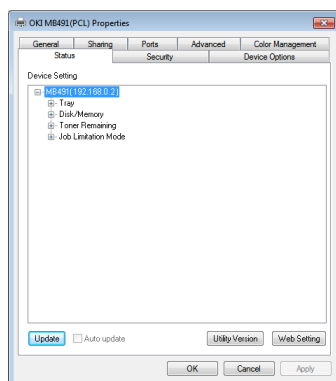 OKI MB491(PCL) Properties
General Sharing Ports Advanced Color Management
Status Security Device Options
Device Setting
MB491(192.168.0.2)
Tray
Disk/Memory
Toner Remaining
Job Limitation Mode
Update Auto update Utility Version Web Setting
OK Cancel Apply